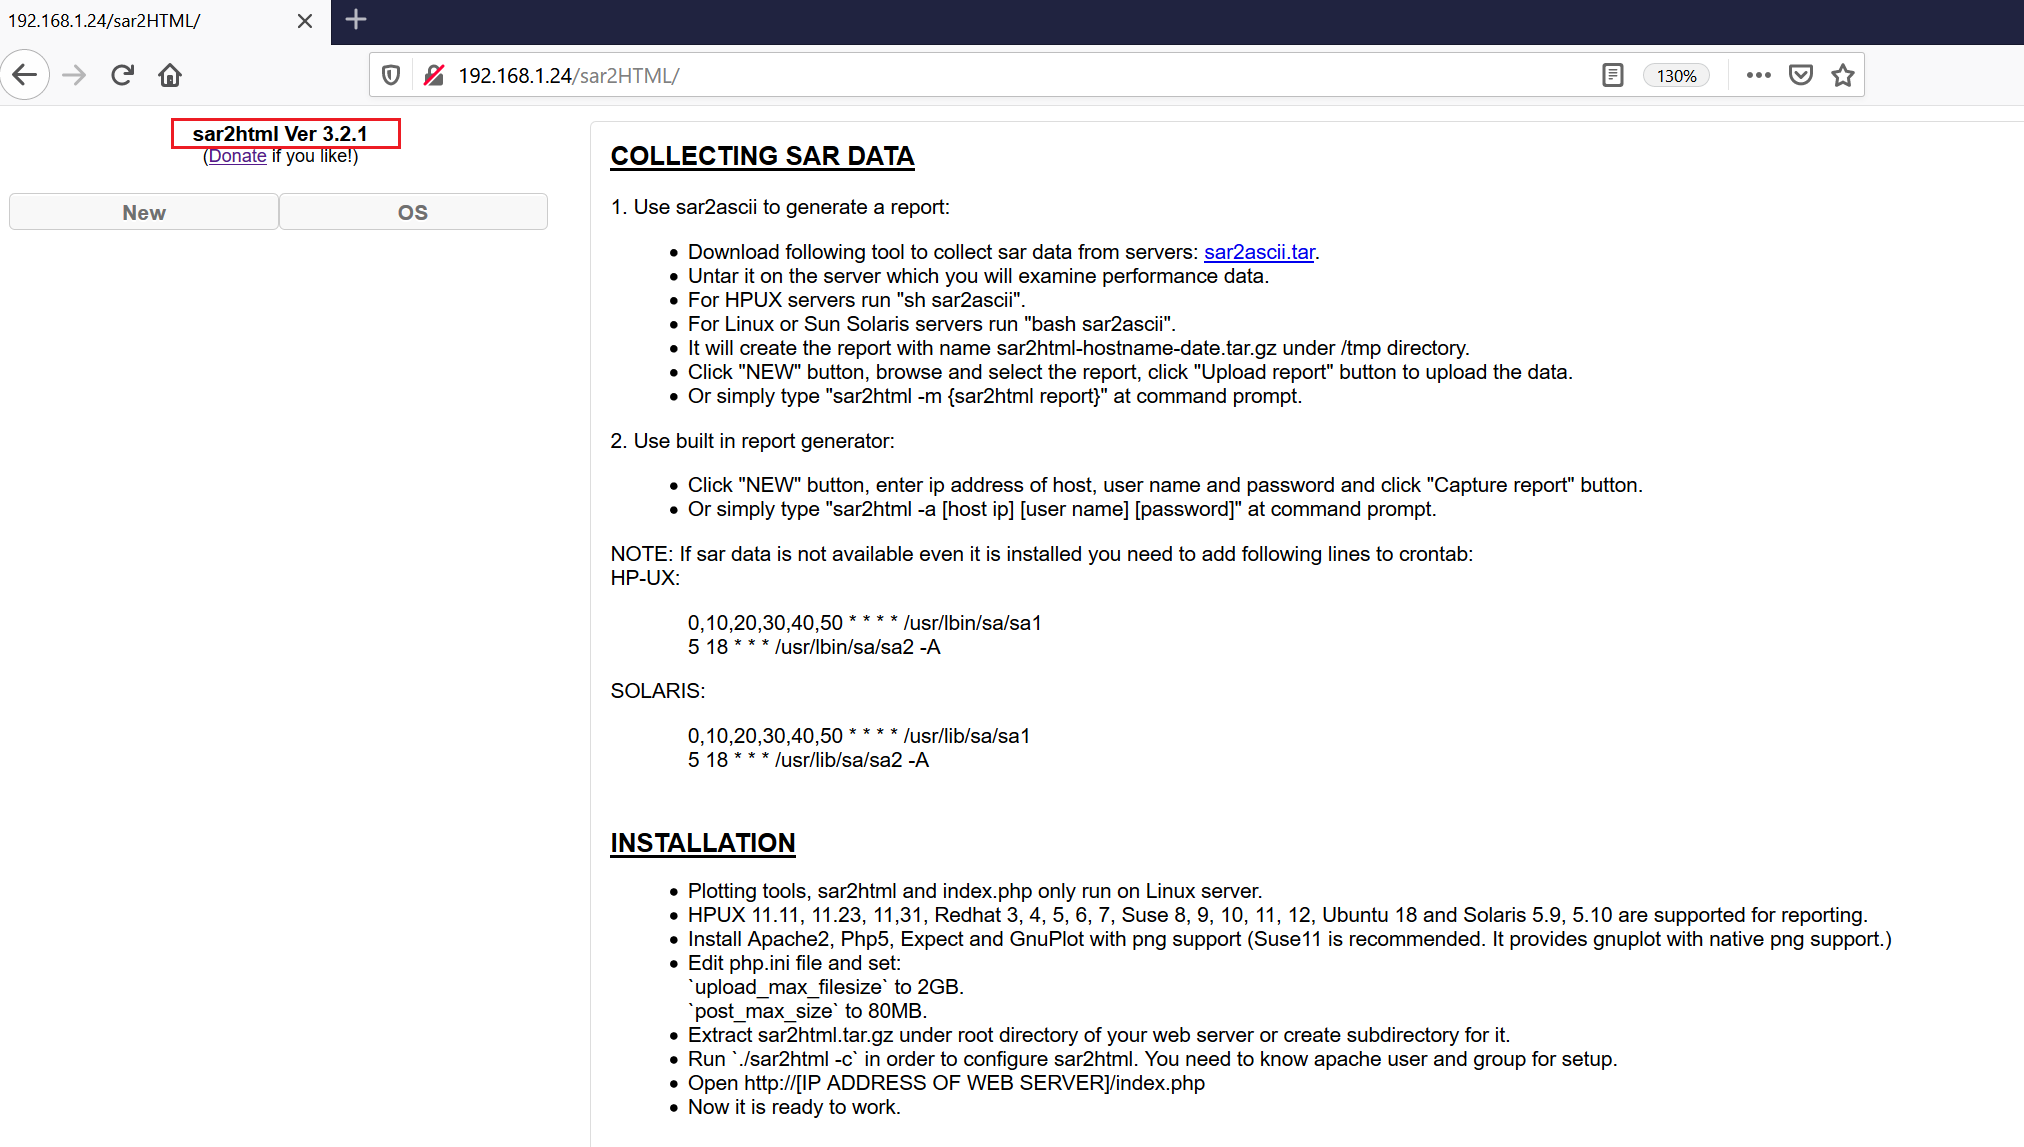 192.168.1.24/sar2HTML/
192.168.1.24/sar2HTML/
130%
sar2html Ver 3.2.1
(Donate if you like!)
New
OS
COLLECTING SAR DATA
1. Use sar2ascii to generate a report:
Download following tool to collect sar data from servers: sar2ascii.tar.
Untar it on the server which you will examine performance data.
For HPUX servers run "sh sar2ascii".
For Linux or Sun Solaris servers run "bash sar2ascii".
It will create the report with name sar2html-hostname-date.tar.gz under /tmp directory.
Click "NEW" button, browse and select the report, click "Upload report" button to upload the data.
Or simply type "sar2html -m {sar2html report}" at command prompt.
2. Use built in report generator:
Click "NEW" button, enter ip address of host, user name and password and click "Capture report" button.
Or simply type "sar2html -a [host ip] [user name] [password]" at command prompt.
NOTE: If sar data is not available even it is installed you need to add following lines to crontab:
HP-UX:
0,10,20,30,40,50 * * * * /usr/lbin/sa/sa1
5 18 * * * /usr/lbin/sa/sa2 -A
SOLARIS:
0,10,20,30,40,50 * * * * /usr/lib/sa/sa1
5 18 * * * /usr/lib/sa/sa2 -A
INSTALLATION
Plotting tools, sar2html and index.php only run on Linux server.
HPUX 11.11, 11.23, 11,31, Redhat 3, 4, 5, 6, 7, Suse 8, 9, 10, 11, 12, Ubuntu 18 and Solaris 5.9, 5.10 are supported for reporting.
Install Apache2, Php5, Expect and GnuPlot with png support (Suse11 is recommended. It provides gnuplot with native png support.)
Edit php.ini file and set:
`upload_max_filesize` to 2GB.
`post_max_size` to 80MB.
Extract sar2html.tar.gz under root directory of your web server or create subdirectory for it.
Run `./sar2html -c` in order to configure sar2html. You need to know apache user and group for setup.
Open http://[IP ADDRESS OF WEB SERVER]/index.php
Now it is ready to work.